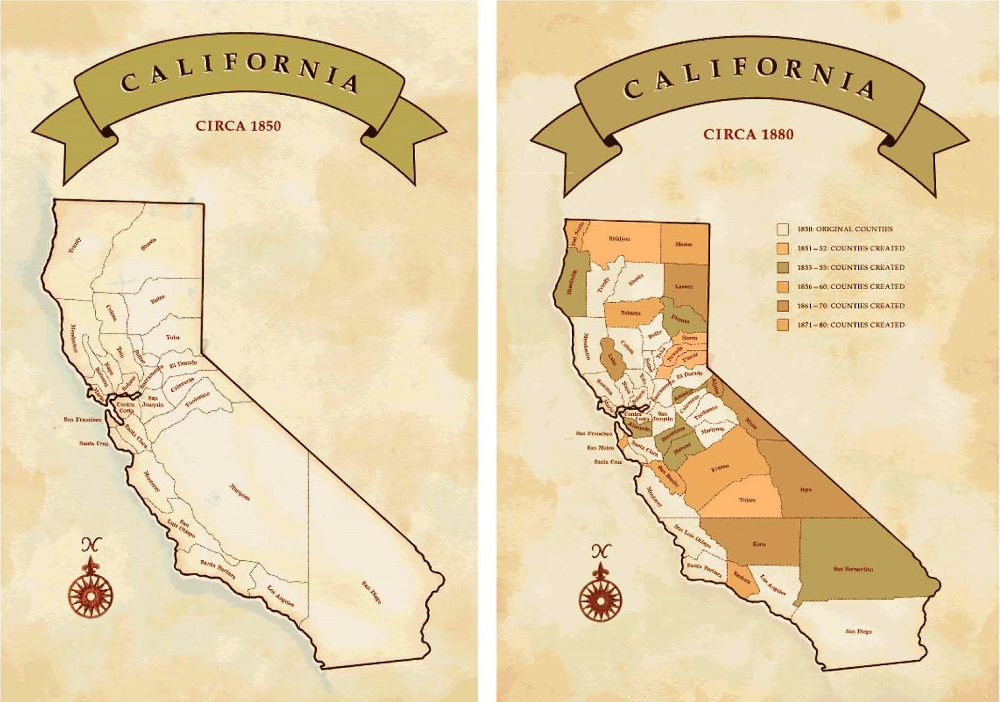 CALIFORNIA
CIRCA 1850
Trinity
Shasta
Butte
Colusa
Mendocino
Yuba
Yolo
Sutter
Napa
Sonoma
Solano
Sacramento
El Dorado
Marin
Calaveras
Contra
Costa
San
Joaquin
Tuolumne
San Francisco
Santa Clara
Santa Cruz
Monterey
Mariposa
San
Luis Obispo
Santa Barbara
Los Angeles
San Diego
N
CALIFORNIA
CIRCA 1880
1850: ORIGINAL COUNTIES
1851–52: COUNTIES CREATED
1853–55: COUNTIES CREATED
1856–60: COUNTIES CREATED
1861–70: COUNTIES CREATED
1871–80: COUNTIES CREATED
Del Norte
Siskiyou
Modoc
Humboldt
Trinity
Shasta
Lassen
Tehama
Plumas
Mendocino
Butte
Sierra
Colusa
Yuba
Nevada
Placer
Lake
Sutter
El Dorado
Sonoma
Napa
Yolo
Solano
Sacramento
Alpine
Amador
Marin
Calaveras
Contra
Costa
San
Joaquin
Tuolumne
Alameda
Mono
San Francisco
Stanislaus
Mariposa
San Mateo
Santa Clara
Merced
Santa Cruz
San Benito
Fresno
Monterey
Tulare
Inyo
San Luis Obispo
Kern
Santa Barbara
Ventura
Los Angeles
San Bernardino
San Diego
N